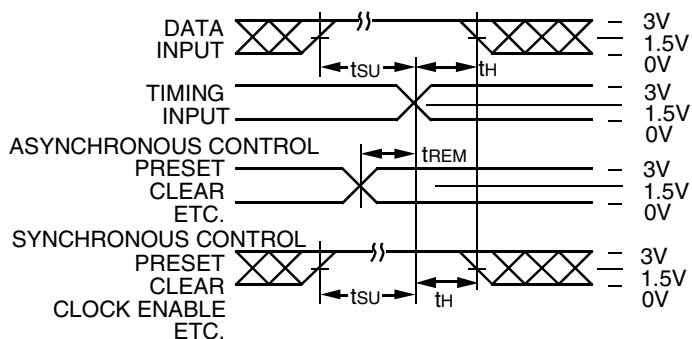 DATA
INPUT
tSU
tH
3V
1.5V
0V
TIMING
INPUT
3V
1.5V
0V
ASYNCHRONOUS CONTROL
PRESET
CLEAR
ETC.
tREM
3V
1.5V
0V
SYNCHRONOUS CONTROL
PRESET
CLEAR
CLOCK ENABLE
ETC.
tSU
tH
3V
1.5V
0V